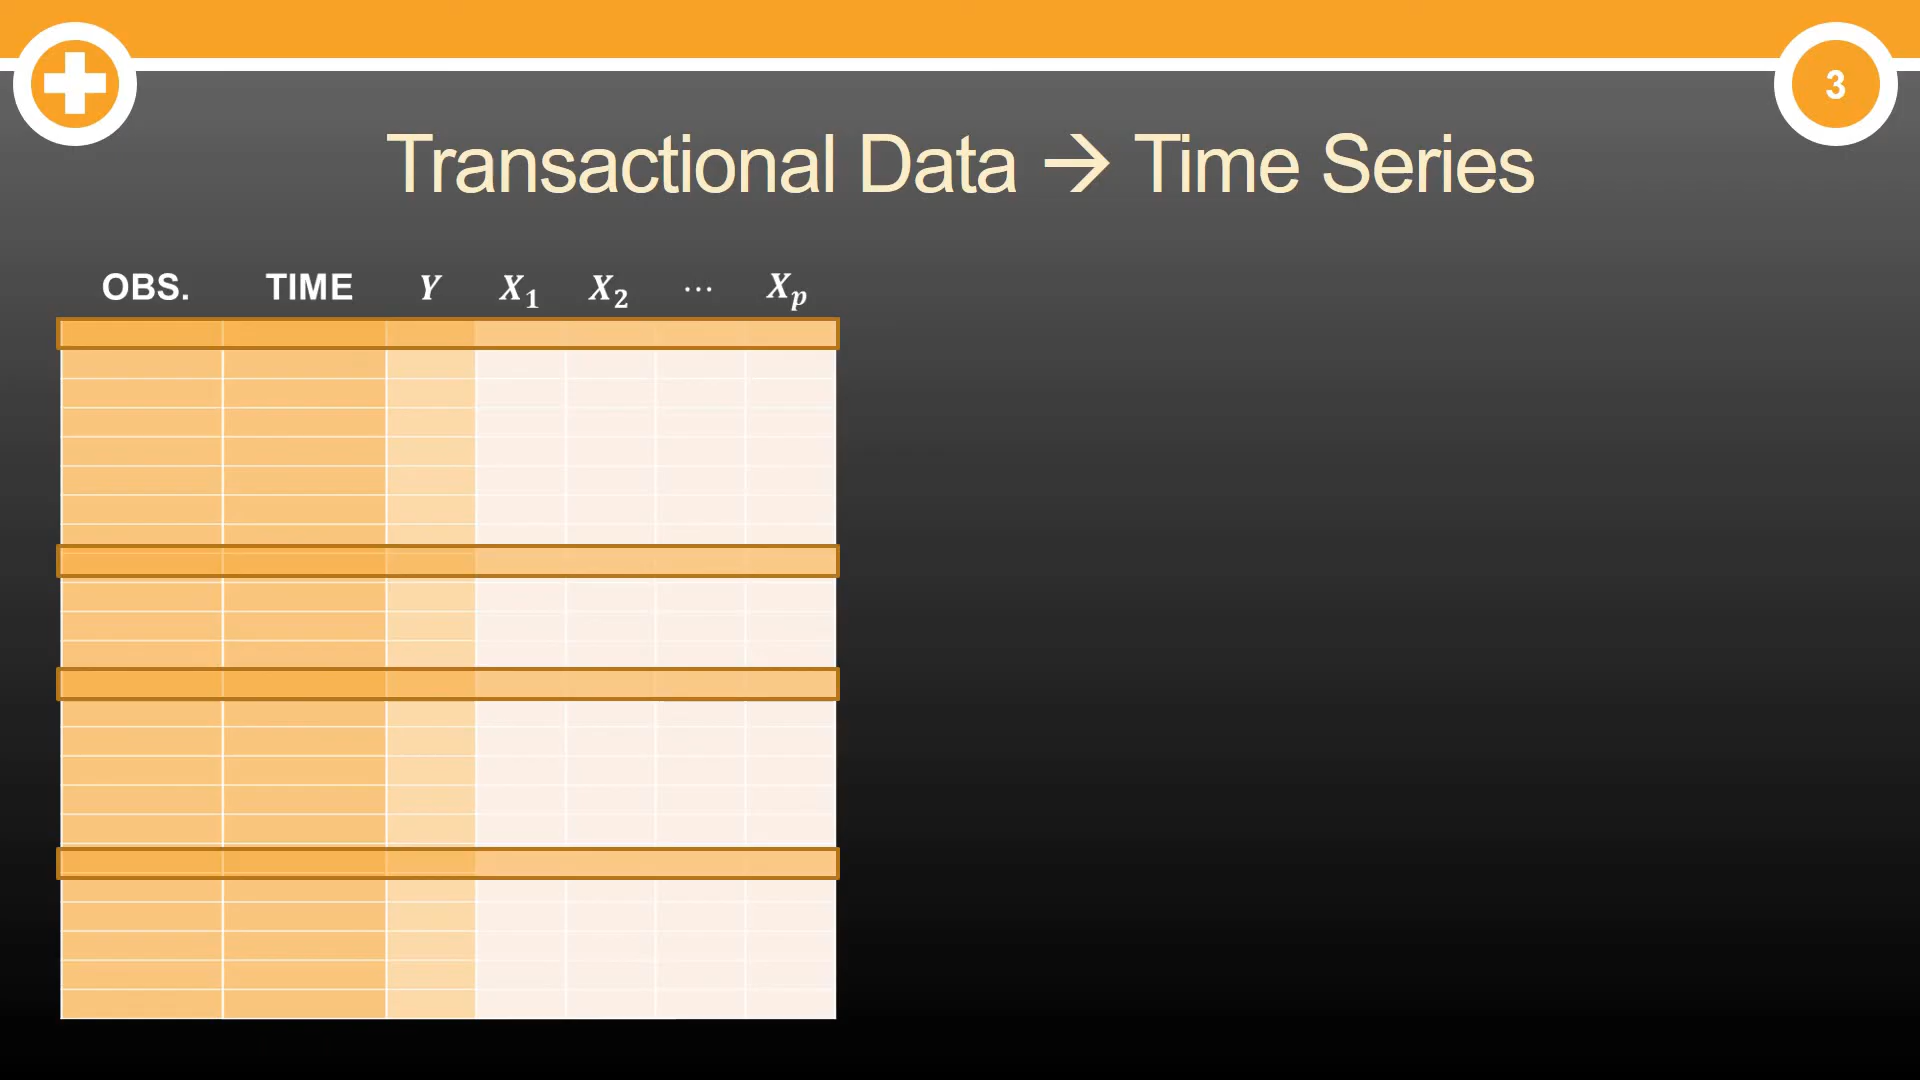 3
Transactional Data → Time Series
OBS. TIME Y X₁ X₂ ⋯ Xₚ